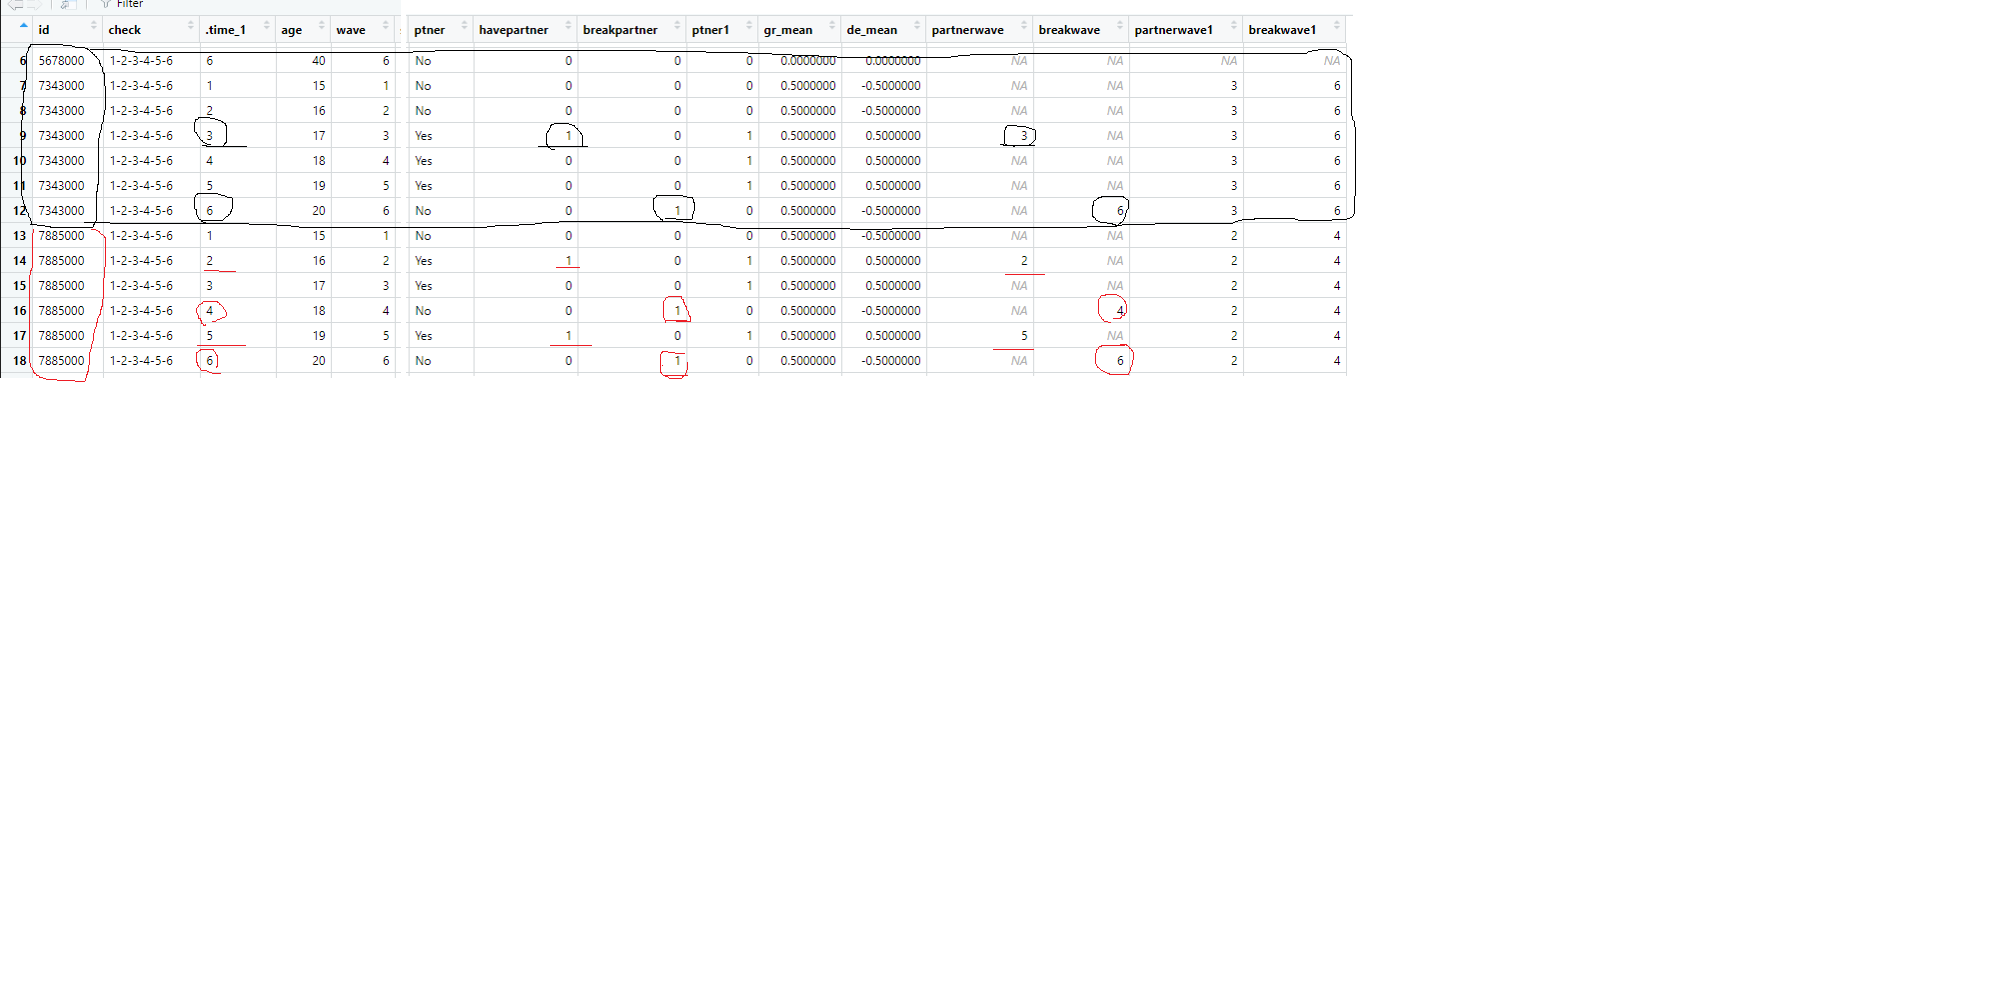 Filter
id check .time_1 age wave ptner havepartner breakpartner ptner1 gr_mean de_mean partnerwave breakwave partnerwave1 breakwave1
6 5678000 1-2-3-4-5-6 6 40 6 No 0 0 0 0.0000000 0.0000000 NA NA NA NA
7 7343000 1-2-3-4-5-6 1 15 1 No 0 0 0 0.5000000 -0.5000000 NA NA 3 6
8 7343000 1-2-3-4-5-6 2 16 2 No 0 0 0 0.5000000 -0.5000000 NA NA 3 6
9 7343000 1-2-3-4-5-6 3 17 3 Yes 1 0 1 0.5000000 0.5000000 3 NA 3 6
10 7343000 1-2-3-4-5-6 4 18 4 Yes 0 0 1 0.5000000 0.5000000 NA NA 3 6
11 7343000 1-2-3-4-5-6 5 19 5 Yes 0 0 1 0.5000000 0.5000000 NA NA 3 6
12 7343000 1-2-3-4-5-6 6 20 6 No 0 1 0 0.5000000 -0.5000000 NA 6 3 6
13 7885000 1-2-3-4-5-6 1 15 1 No 0 0 0 0.5000000 -0.5000000 NA NA 2 4
14 7885000 1-2-3-4-5-6 2 16 2 Yes 1 0 1 0.5000000 0.5000000 2 NA 2 4
15 7885000 1-2-3-4-5-6 3 17 3 Yes 0 0 1 0.5000000 0.5000000 NA NA 2 4
16 7885000 1-2-3-4-5-6 4 18 4 No 0 1 0 0.5000000 -0.5000000 NA 4 2 4
17 7885000 1-2-3-4-5-6 5 19 5 Yes 1 0 1 0.5000000 0.5000000 5 NA 2 4
18 7885000 1-2-3-4-5-6 6 20 6 No 0 1 0 0.5000000 -0.5000000 NA 6 2 4